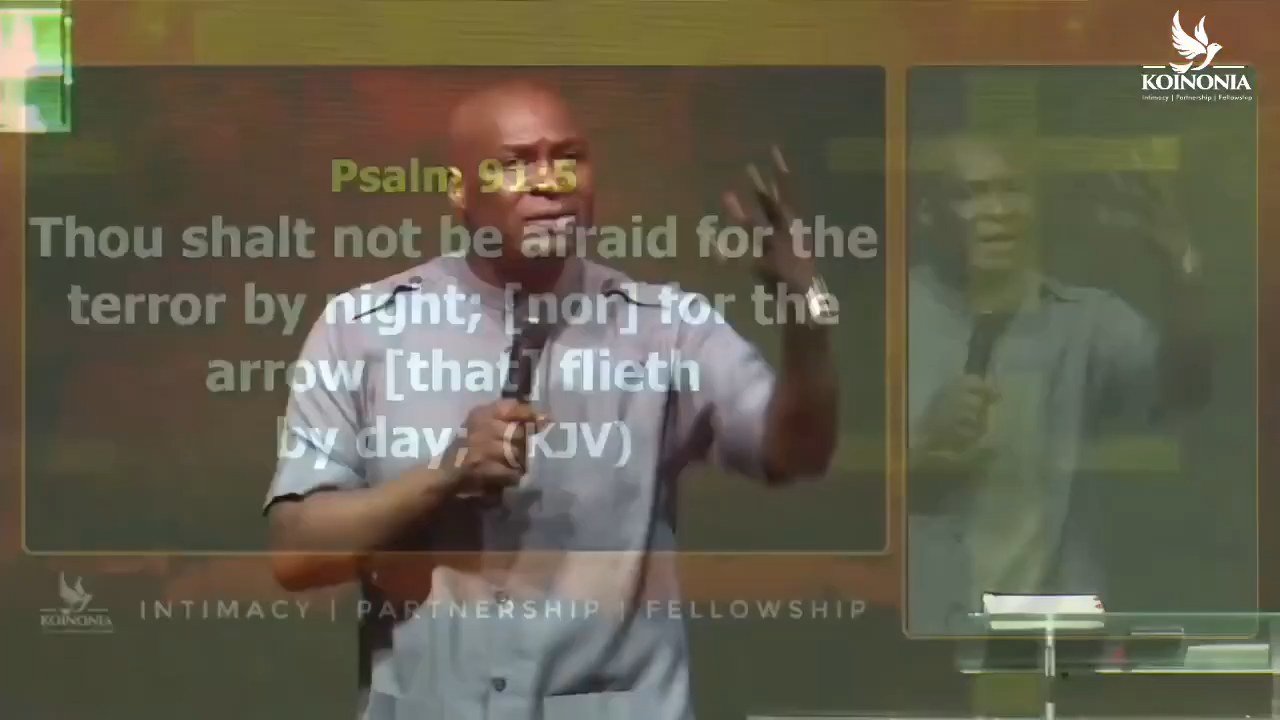 KOINONIA
Intimacy | Partnership | Fellowship
Psalm 91:5
Thou shalt not be afraid for the
terror by night; [nor] for the
arrow [that] flieth
by day; (KJV)
KOINONIA
INTIMACY | PARTNERSHIP | FELLOWSHIP